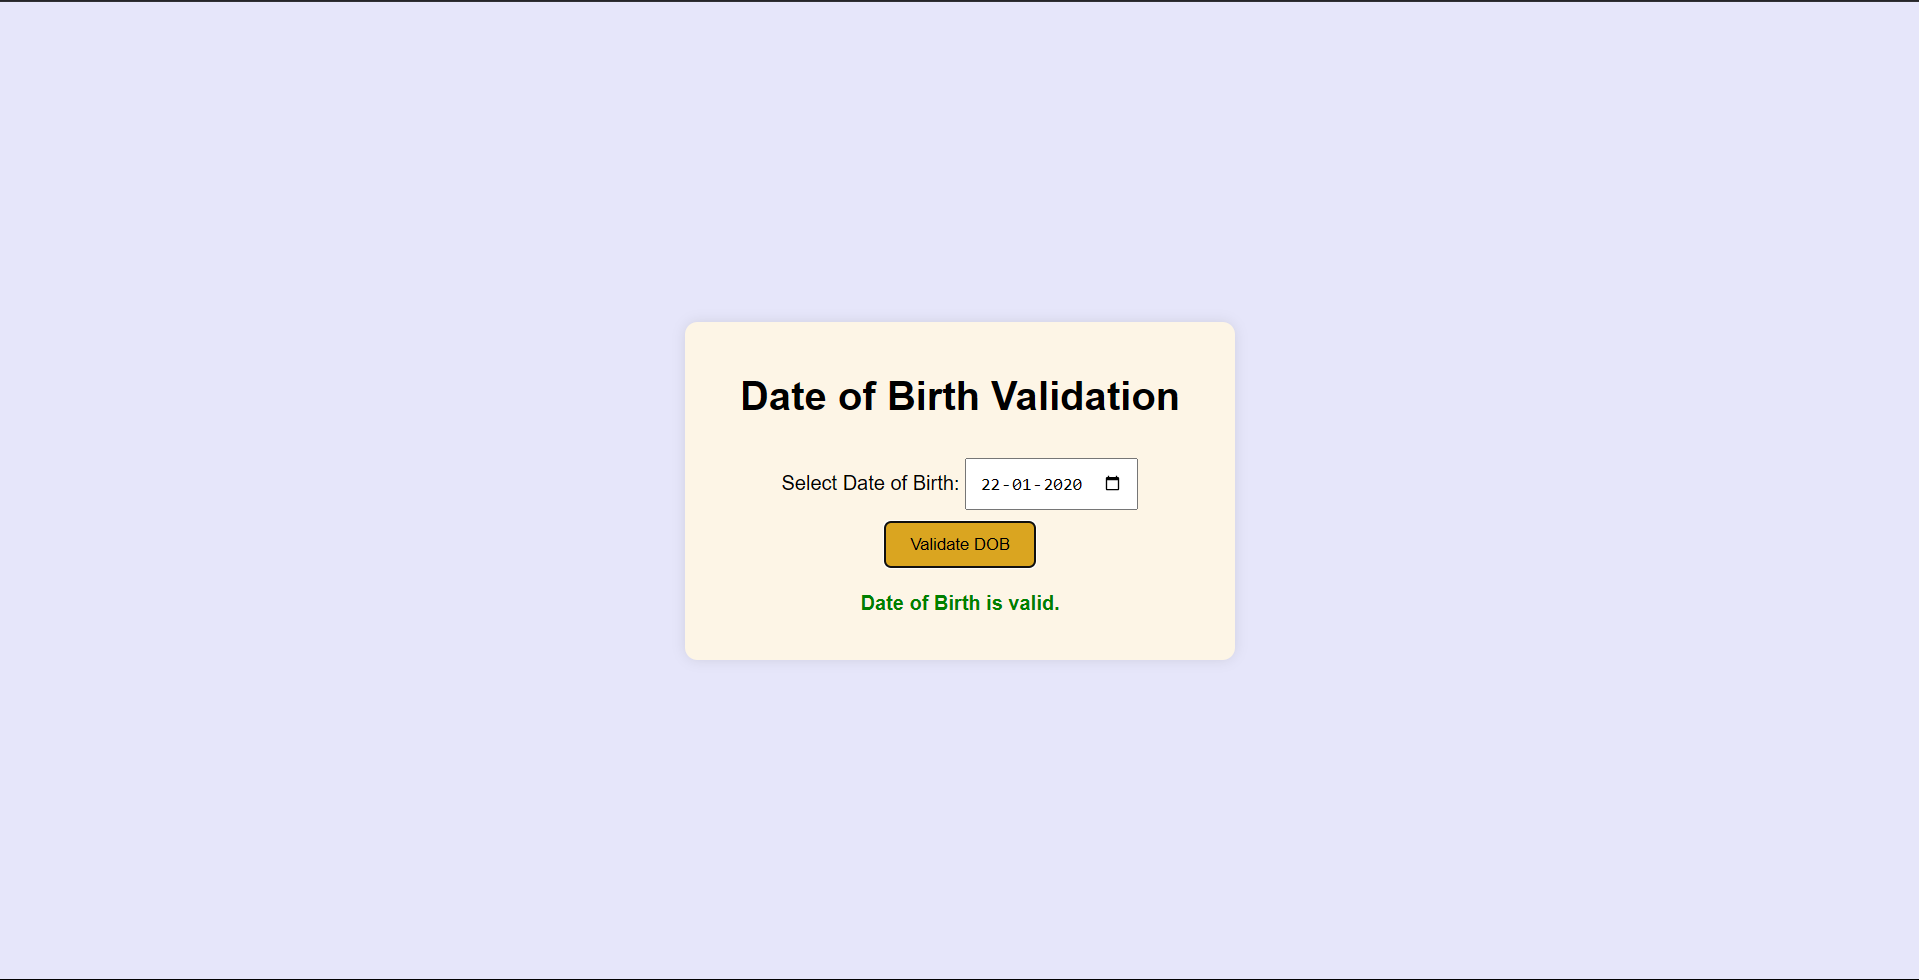 Date of Birth Validation
Select Date of Birth: 22-01-2020
Validate DOB
Date of Birth is valid.